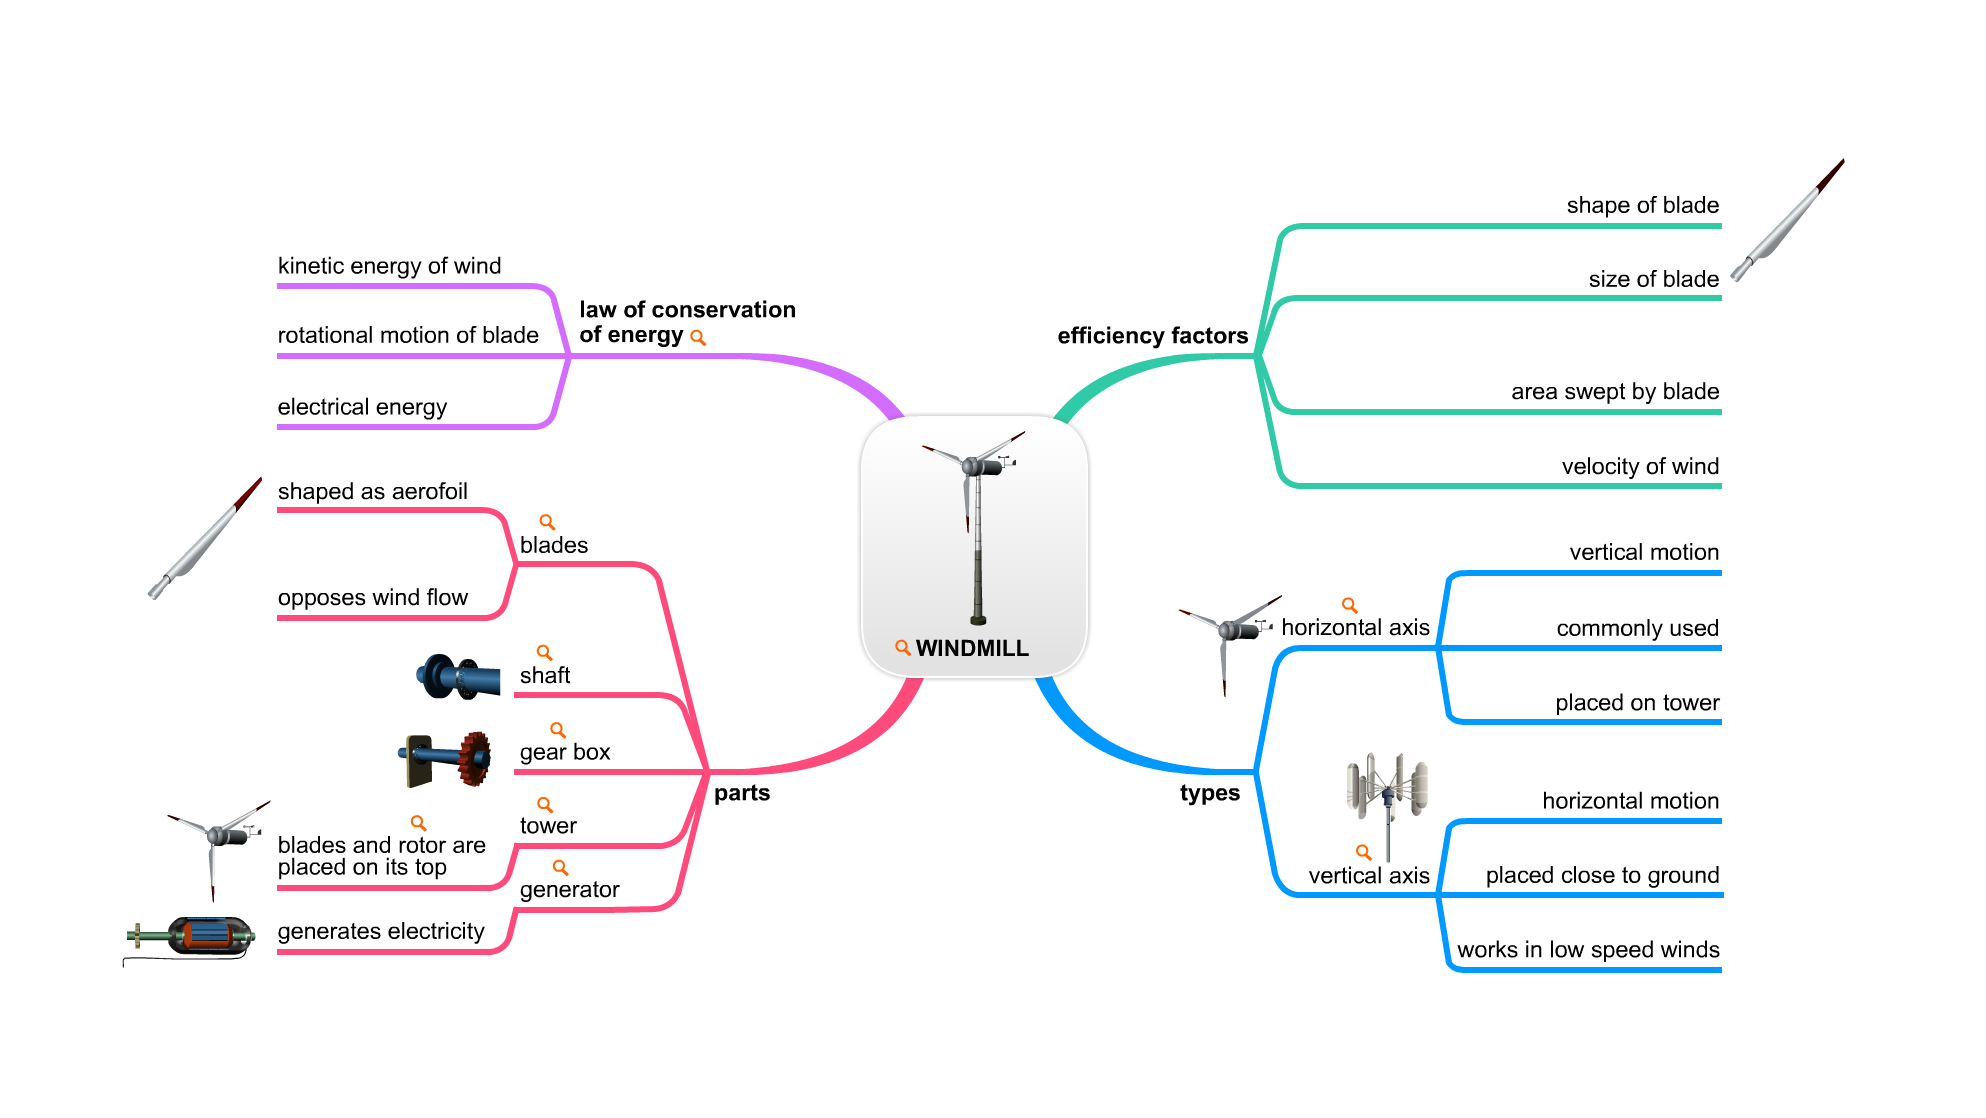 shape of blade
size of blade
efficiency factors
area swept by blade
velocity of wind
kinetic energy of wind
law of conservation
of energy
rotational motion of blade
electrical energy
shaped as aerofoil
blades
opposes wind flow
shaft
gear box
parts
tower
blades and rotor are
placed on its top
generator
generates electricity
WINDMILL
vertical motion
horizontal axis
commonly used
placed on tower
types
horizontal motion
vertical axis
placed close to ground
works in low speed winds